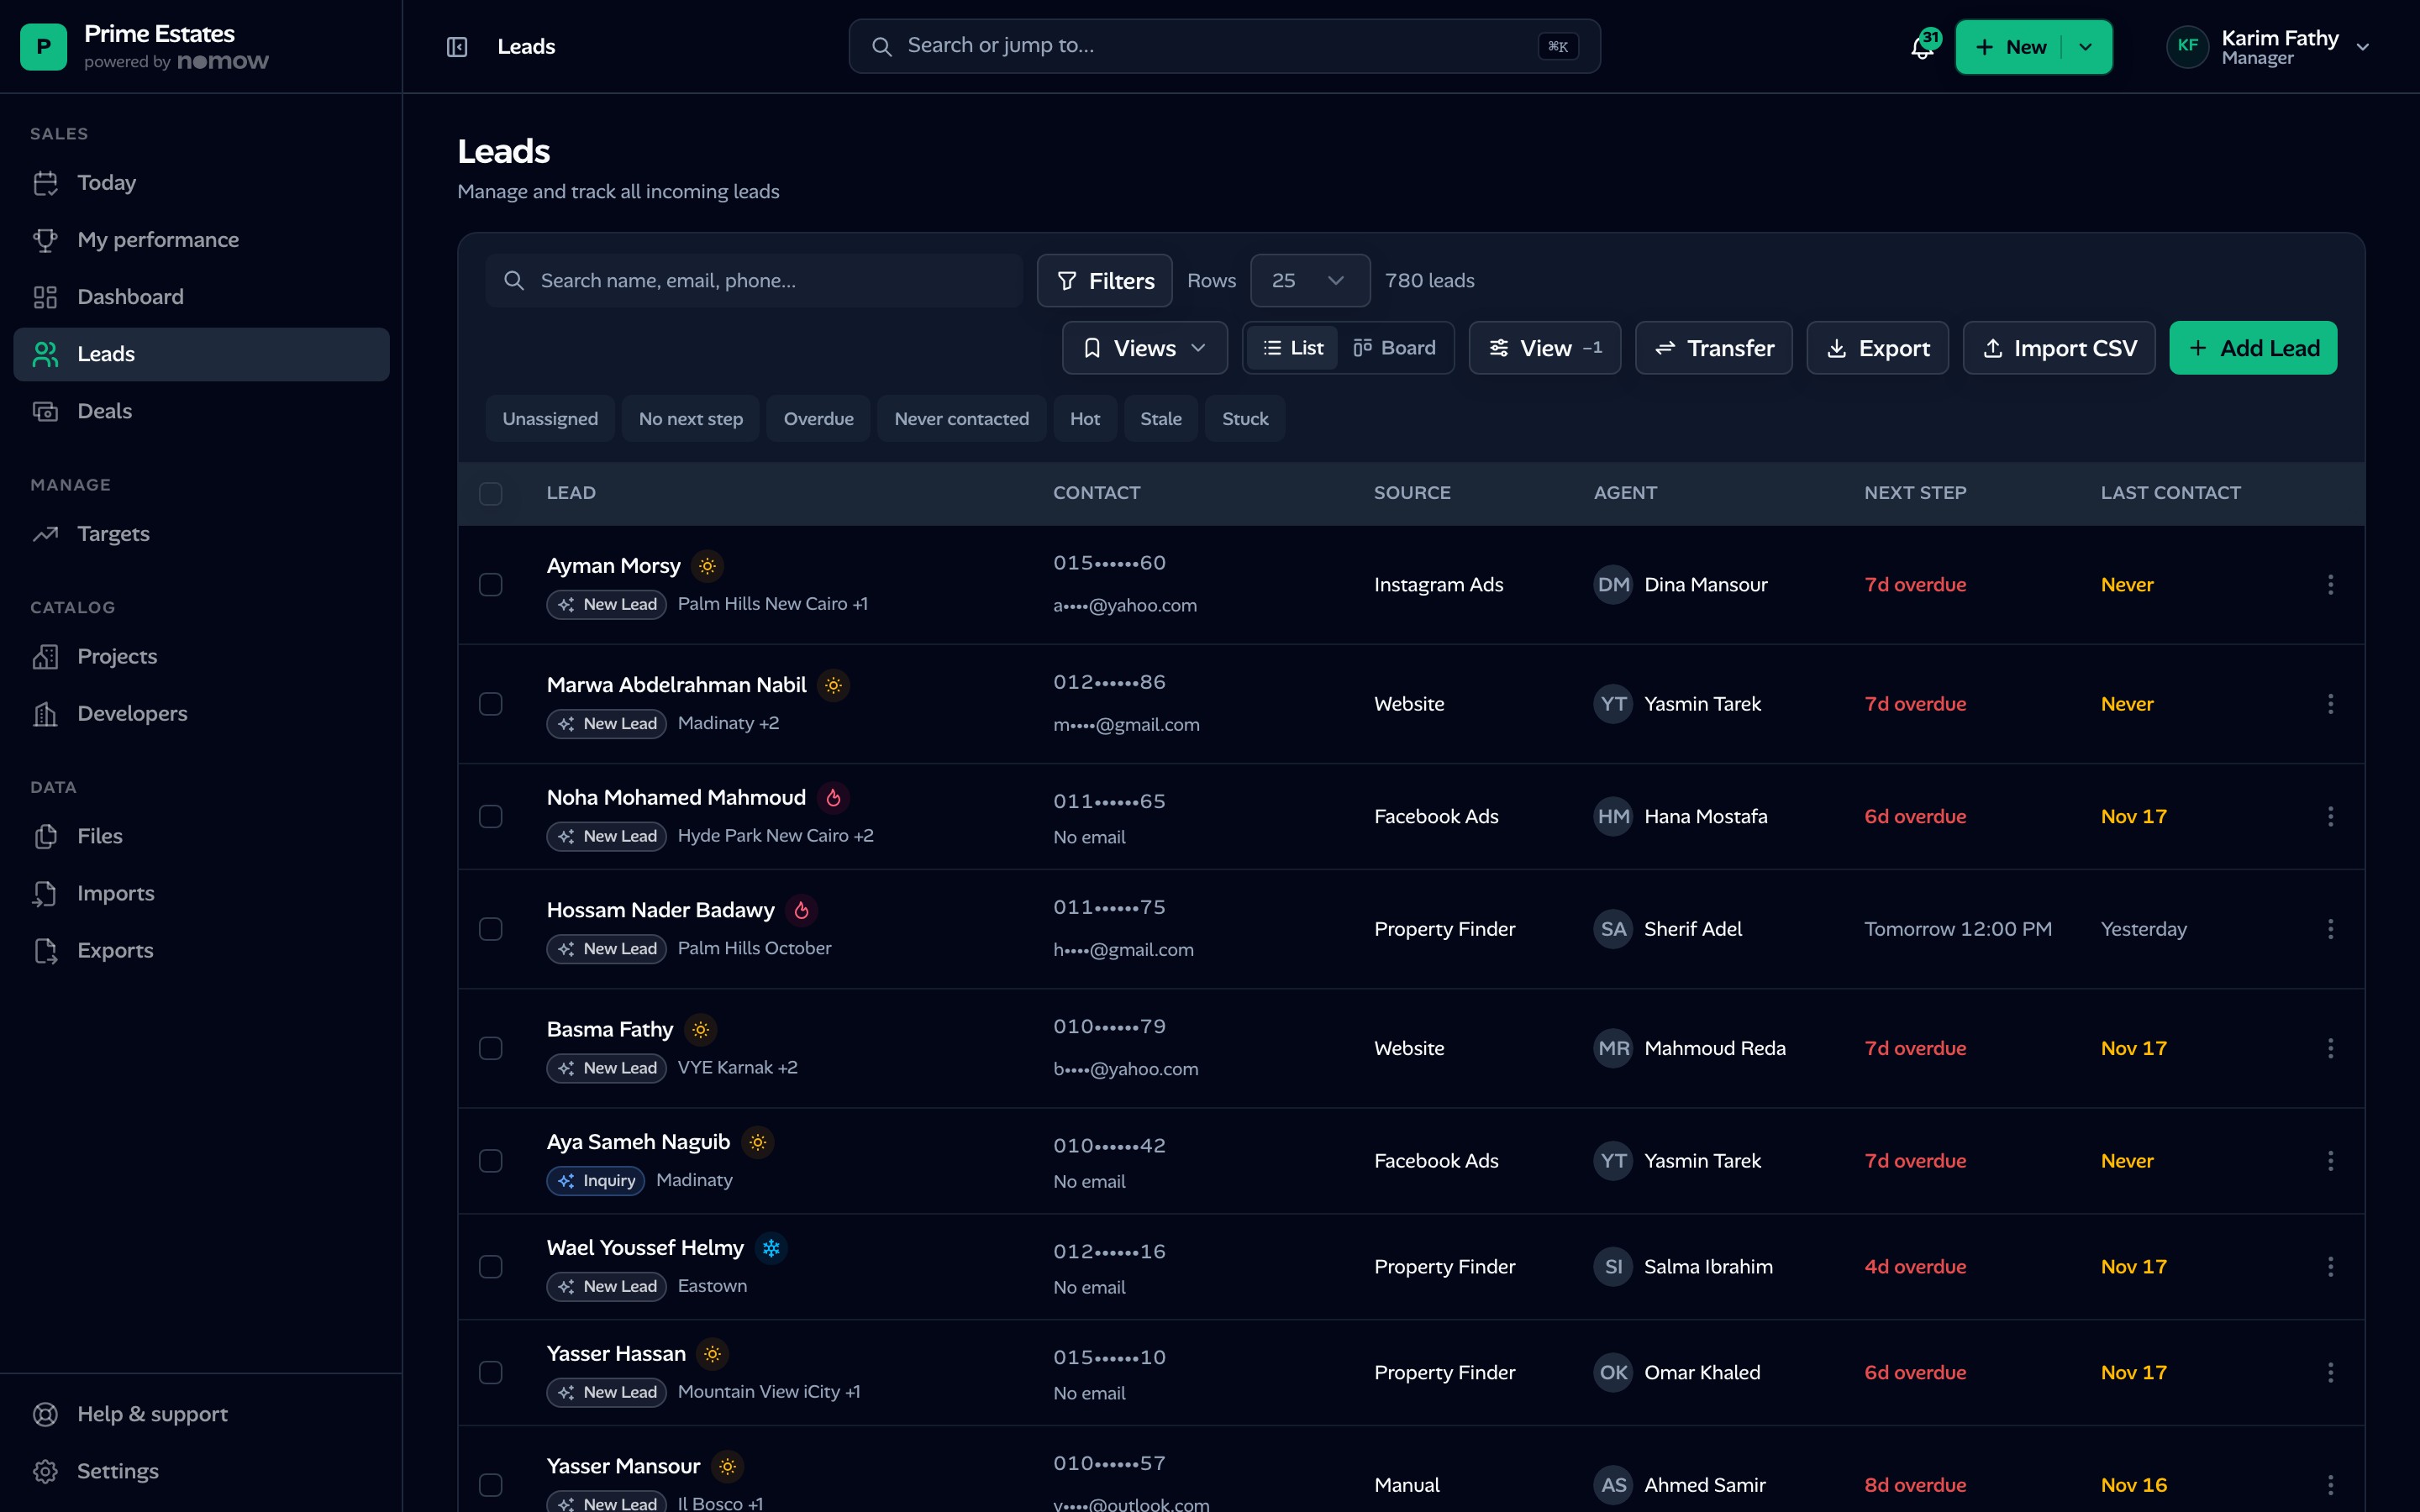 P
Prime Estates
powered by nomow
Leads
Search or jump to...
⌘K
31
+ New
KF
Karim Fathy
Manager
SALES
Today
My performance
Dashboard
Leads
Deals
MANAGE
Targets
CATALOG
Projects
Developers
DATA
Files
Imports
Exports
Help & support
Settings
Leads
Manage and track all incoming leads
Search name, email, phone...
Filters
Rows
25
780 leads
Views
List
Board
View −1
Transfer
Export
Import CSV
+ Add Lead
Unassigned
No next step
Overdue
Never contacted
Hot
Stale
Stuck
LEAD
CONTACT
SOURCE
AGENT
NEXT STEP
LAST CONTACT
Ayman Morsy
New Lead
Palm Hills New Cairo +1
015••••••60
a••••@yahoo.com
Instagram Ads
DM
Dina Mansour
7d overdue
Never
Marwa Abdelrahman Nabil
New Lead
Madinaty +2
012••••••86
m••••@gmail.com
Website
YT
Yasmin Tarek
7d overdue
Never
Noha Mohamed Mahmoud
New Lead
Hyde Park New Cairo +2
011••••••65
No email
Facebook Ads
HM
Hana Mostafa
6d overdue
Nov 17
Hossam Nader Badawy
New Lead
Palm Hills October
011••••••75
h••••@gmail.com
Property Finder
SA
Sherif Adel
Tomorrow 12:00 PM
Yesterday
Basma Fathy
New Lead
VYE Karnak +2
010••••••79
b••••@yahoo.com
Website
MR
Mahmoud Reda
7d overdue
Nov 17
Aya Sameh Naguib
Inquiry
Madinaty
010••••••42
No email
Facebook Ads
YT
Yasmin Tarek
7d overdue
Never
Wael Youssef Helmy
New Lead
Eastown
012••••••16
No email
Property Finder
SI
Salma Ibrahim
4d overdue
Nov 17
Yasser Hassan
New Lead
Mountain View iCity +1
015••••••10
No email
Property Finder
OK
Omar Khaled
6d overdue
Nov 17
Yasser Mansour
New Lead
Il Bosco +1
010••••••57
y••••@outlook.com
Manual
AS
Ahmed Samir
8d overdue
Nov 16